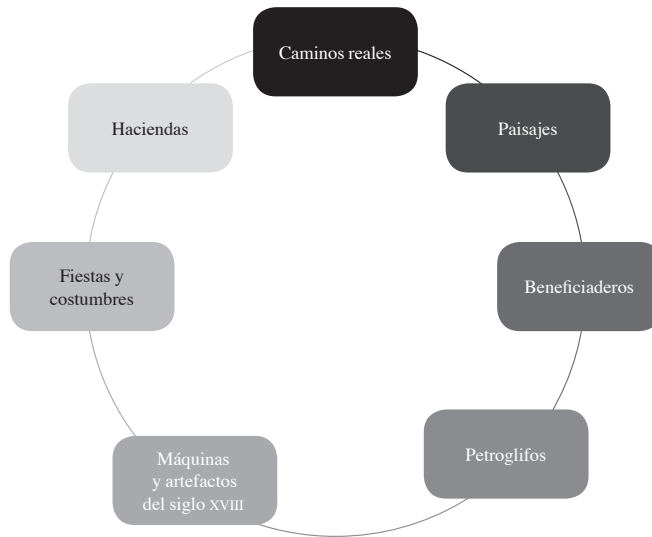 Caminos reales
Paisajes
Beneficiaderos
Petroglifos
Máquinas
y artefactos
del siglo XVIII
Fiestas y
costumbres
Haciendas